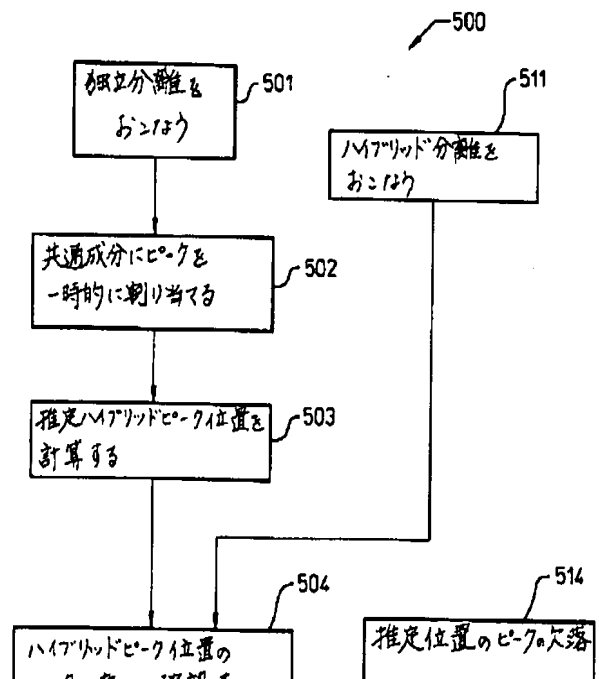 500
独立分離を
おこなう
501
511
ハイブリッド分離を
おこなう
共通成分にピークを
一時的に割り当てる
502
推定ハイブリッドピーク位置を
計算する
503
504
ハイブリッドピーク位置の
514
推定位置のピークの欠落